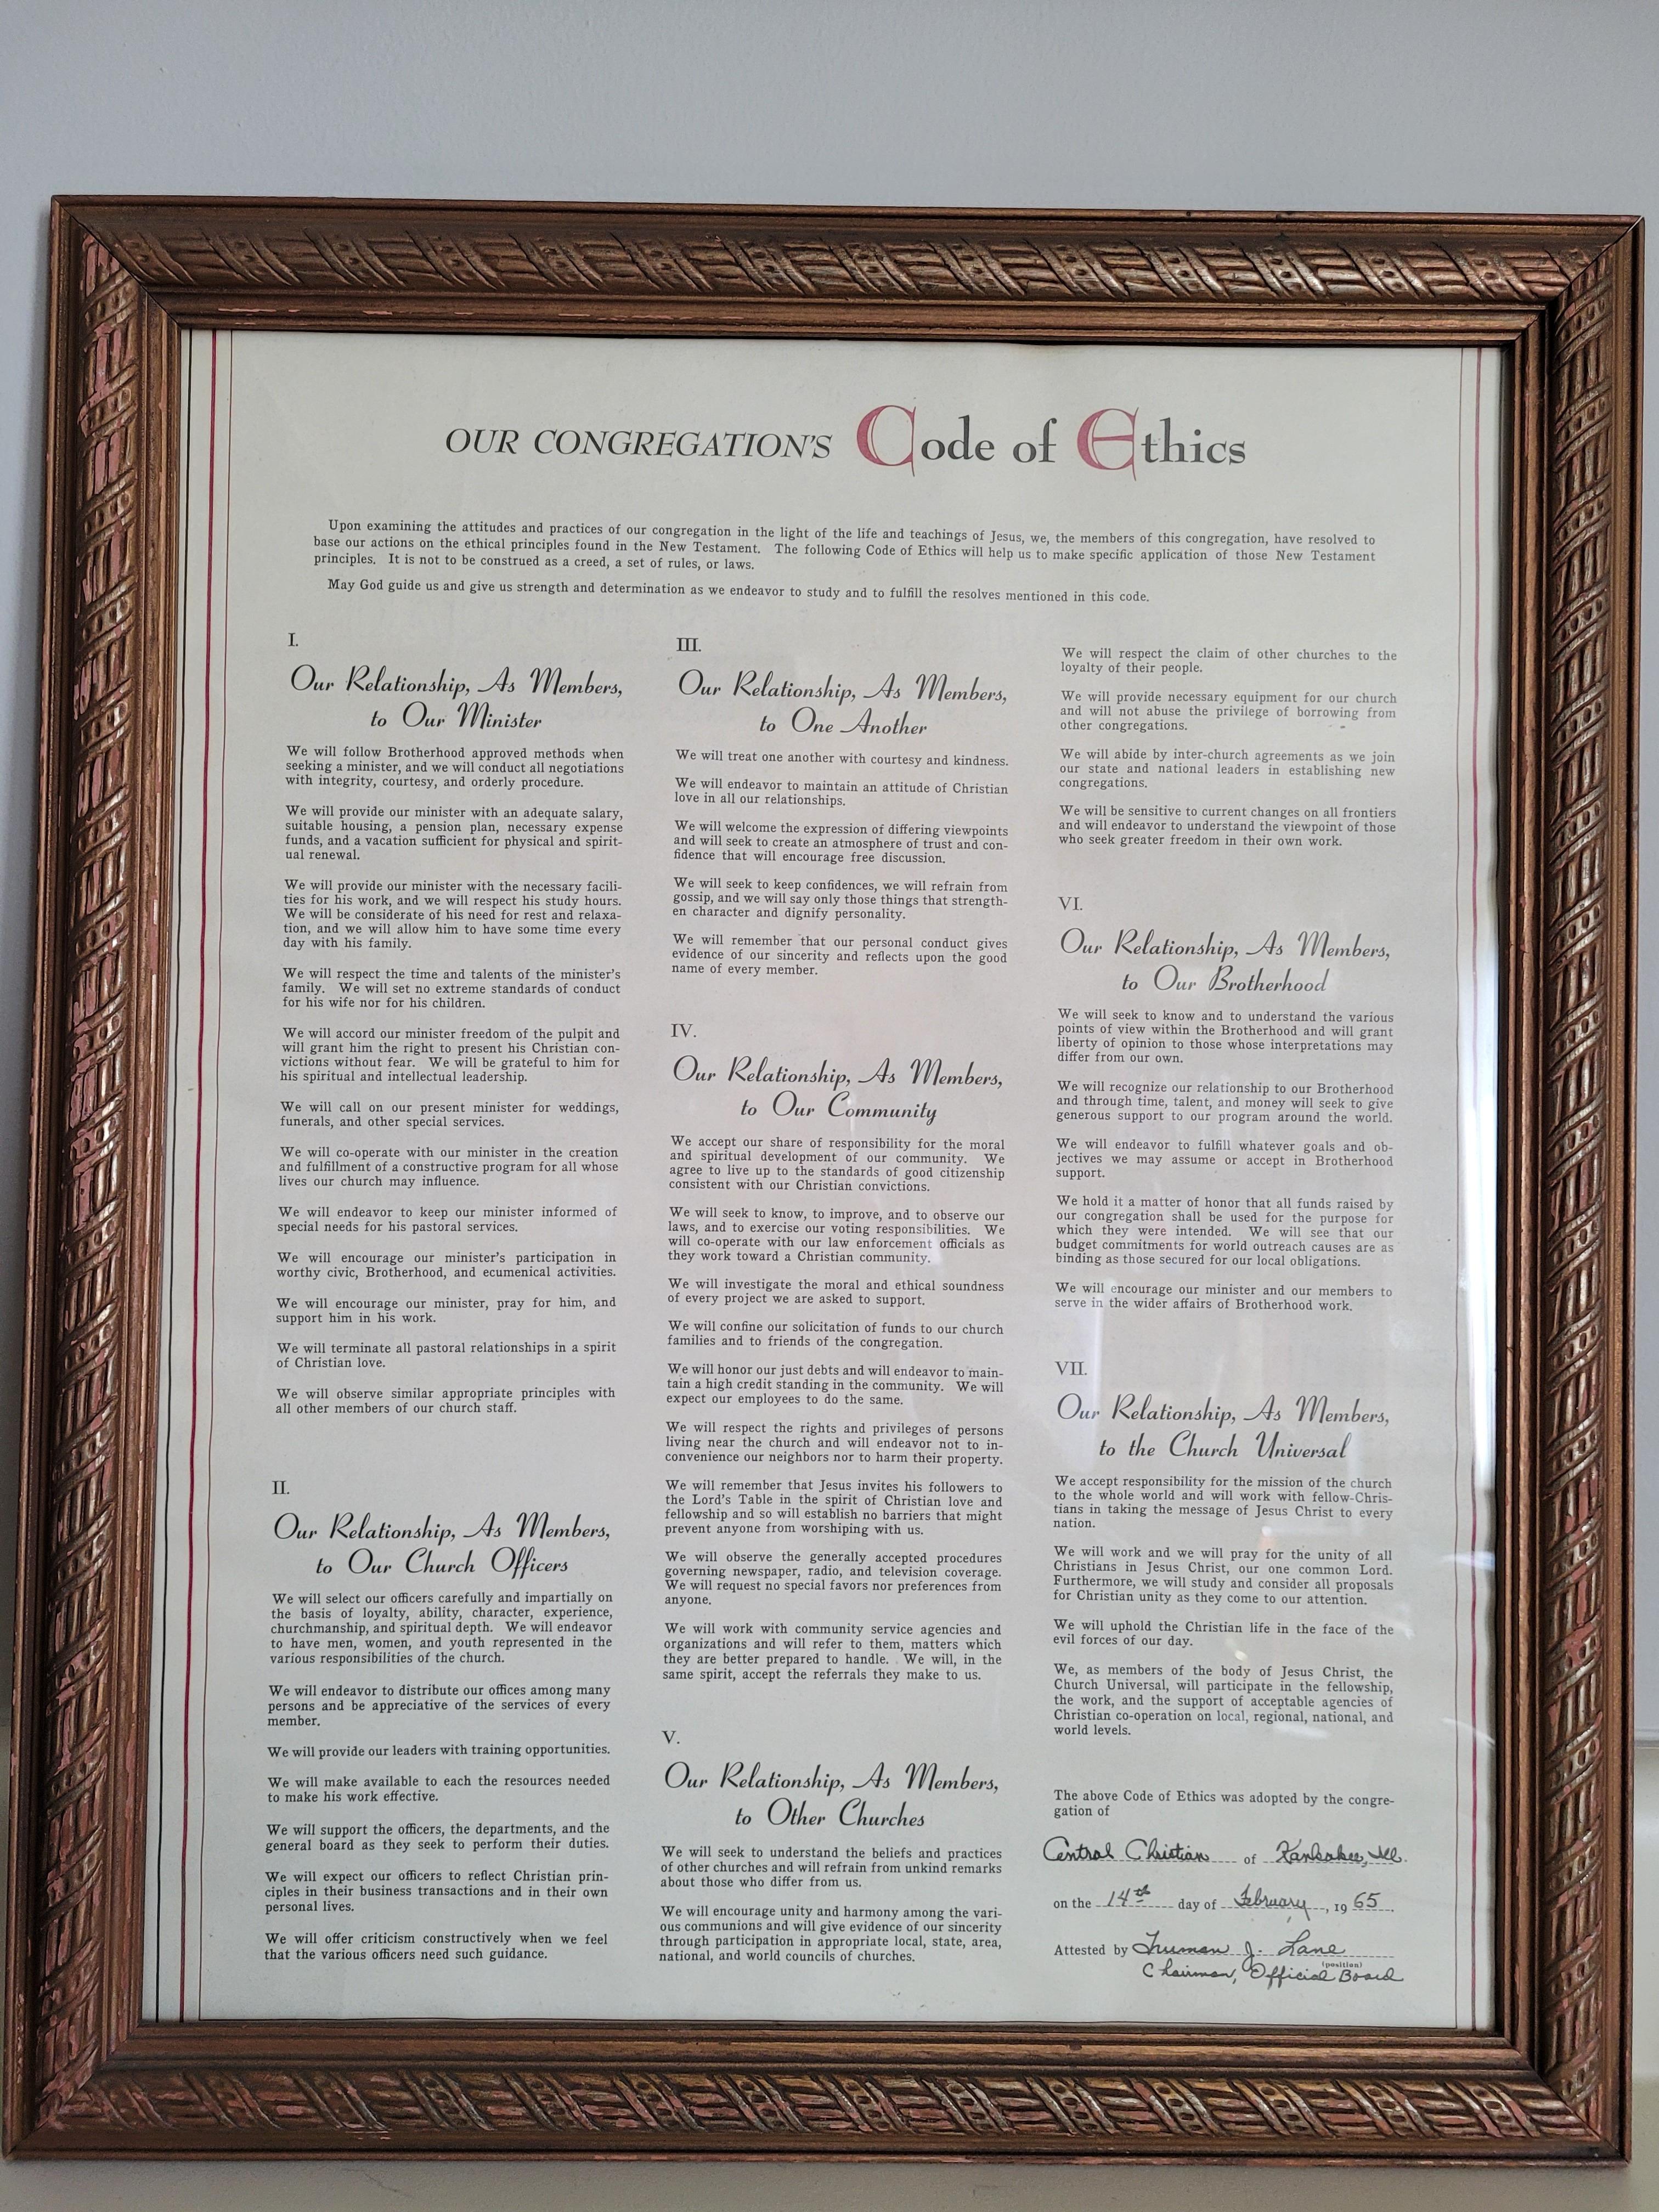 OUR CONGREGATION'S Code of Ethics
Upon examining the attitudes and practices of our congregation in the light of the life and teachings of Jesus, we, the members of this congregation, have resolved to
base our actions on the ethical principles found in the New Testament. The following Code of Ethics will help us to make specific application of those New Testament
principles. It is not to be construed as a creed, a set of rules, or laws.
May God guide us and give us strength and determination as we endeavor to study and to fulfill the resolves mentioned in this code.
I.
Our Relationship, As Members,
to Our Minister
We will follow Brotherhood approved methods when
seeking a minister, and we will conduct all negotiations
with integrity, courtesy, and orderly procedure.
We will provide our minister with an adequate salary,
suitable housing, a pension plan, necessary expense
funds, and a vacation sufficient for physical and spirit-
ual renewal.
We will provide our minister with the necessary facili-
ties for his work, and we will respect his study hours.
We will be considerate of his need for rest and relaxa-
tion, and we will allow him to have some time every
day with his family.
We will respect the time and talents of the minister's
family. We will set no extreme standards of conduct
for his wife nor for his children.
We will accord our minister freedom of the pulpit and
will grant him the right to present his Christian con-
victions without fear. We will be grateful to him for
his spiritual and intellectual leadership.
We will call on our present minister for weddings,
funerals, and other special services.
We will co-operate with our minister in the creation
and fulfillment of a constructive program for all whose
lives our church may influence.
We will endeavor to keep our minister informed of
special needs for his pastoral services.
We will encourage our minister's participation in
worthy civic, Brotherhood, and ecumenical activities.
We will encourage our minister, pray for him, and
support him in his work.
We will terminate all pastoral relationships in a spirit
of Christian love.
We will observe similar appropriate principles with
all other members of our church staff.
II.
Our Relationship, As Members,
to Our Church Officers
We will select our officers carefully and impartially on
the basis of loyalty, ability, character, experience,
churchmanship, and spiritual depth. We will endeavor
to have men, women, and youth represented in the
various responsibilities of the church.
We will endeavor to distribute our offices among many
persons and be appreciative of the services of every
member.
We will provide our leaders with training opportunities.
We will make available to each the resources needed
to make his work effective.
We will support the officers, the departments, and the
general board as they seek to perform their duties.
We will expect our officers to reflect Christian prin-
ciples in their business transactions and in their own
personal lives.
We will offer criticism constructively when we feel
that the various officers need such guidance.
III.
Our Relationship, As Members,
to One Another
We will treat one another with courtesy and kindness.
We will endeavor to maintain an attitude of Christian
love in all our relationships.
We will welcome the expression of differing viewpoints
and will seek to create an atmosphere of trust and con-
fidence that will encourage free discussion.
We will seek to keep confidences, we will refrain from
gossip, and we will say only those things that strength-
en character and dignify personality.
We will remember that our personal conduct gives
evidence of our sincerity and reflects upon the good
name of every member.
IV.
Our Relationship, As Members,
to Our Community
We accept our share of responsibility for the moral
and spiritual development of our community. We
agree to live up to the standards of good citizenship
consistent with our Christian convictions.
We will seek to know, to improve, and to observe our
laws, and to exercise our voting responsibilities. We
will co-operate with our law enforcement officials as
they work toward a Christian community.
We will investigate the moral and ethical soundness
of every project we are asked to support.
We will confine our solicitation of funds to our church
families and to friends of the congregation.
We will honor our just debts and will endeavor to main-
tain a high credit standing in the community. We will
expect our employees to do the same.
We will respect the rights and privileges of persons
living near the church and will endeavor not to in-
convenience our neighbors nor to harm their property.
We will remember that Jesus invites his followers to
the Lord's Table in the spirit of Christian love and
fellowship and so will establish no barriers that might
prevent anyone from worshiping with us.
We will observe the generally accepted procedures
governing newspaper, radio, and television coverage.
We will request no special favors nor preferences from
anyone.
We will work with community service agencies and
organizations and will refer to them, matters which
they are better prepared to handle. We will, in the
same spirit, accept the referrals they make to us.
V.
Our Relationship, As Members,
to Other Churches
We will seek to understand the beliefs and practices
of other churches and will refrain from unkind remarks
about those who differ from us.
We will encourage unity and harmony among the vari-
ous communions and will give evidence of our sincerity
through participation in appropriate local, state, area,
national, and world councils of churches.
We will respect the claim of other churches to the
loyalty of their people.
We will provide necessary equipment for our church
and will not abuse the privilege of borrowing from
other congregations.
We will abide by inter-church agreements as we join
our state and national leaders in establishing new
congregations.
We will be sensitive to current changes on all frontiers
and will endeavor to understand the viewpoint of those
who seek greater freedom in their own work.
VI.
Our Relationship, As Members,
to Our Brotherhood
We will seek to know and to understand the various
points of view within the Brotherhood and will grant
liberty of opinion to those whose interpretations may
differ from our own.
We will recognize our relationship to our Brotherhood
and through time, talent, and money will seek to give
generous support to our program around the world.
We will endeavor to fulfill whatever goals and ob-
jectives we may assume or accept in Brotherhood
support.
We hold it a matter of honor that all funds raised by
our congregation shall be used for the purpose for
which they were intended. We will see that our
budget commitments for world outreach causes are as
binding as those secured for our local obligations.
We will encourage our minister and our members to
serve in the wider affairs of Brotherhood work.
VII.
Our Relationship, As Members,
to the Church Universal
We accept responsibility for the mission of the church
to the whole world and will work with fellow-Chris-
tians in taking the message of Jesus Christ to every
nation.
We will work and we will pray for the unity of all
Christians in Jesus Christ, our one common Lord.
Furthermore, we will study and consider all proposals
for Christian unity as they come to our attention.
We will uphold the Christian life in the face of the
evil forces of our day.
We, as members of the body of Jesus Christ, the
Church Universal, will participate in the fellowship,
the work, and the support of acceptable agencies of
Christian co-operation on local, regional, national, and
world levels.
The above Code of Ethics was adopted by the congre-
gation of
Central Christian of Kankakee, Ill.
on the 14th day of February, 1965.
Attested by Truman J. Lane
(position)
Chairman, Official Board